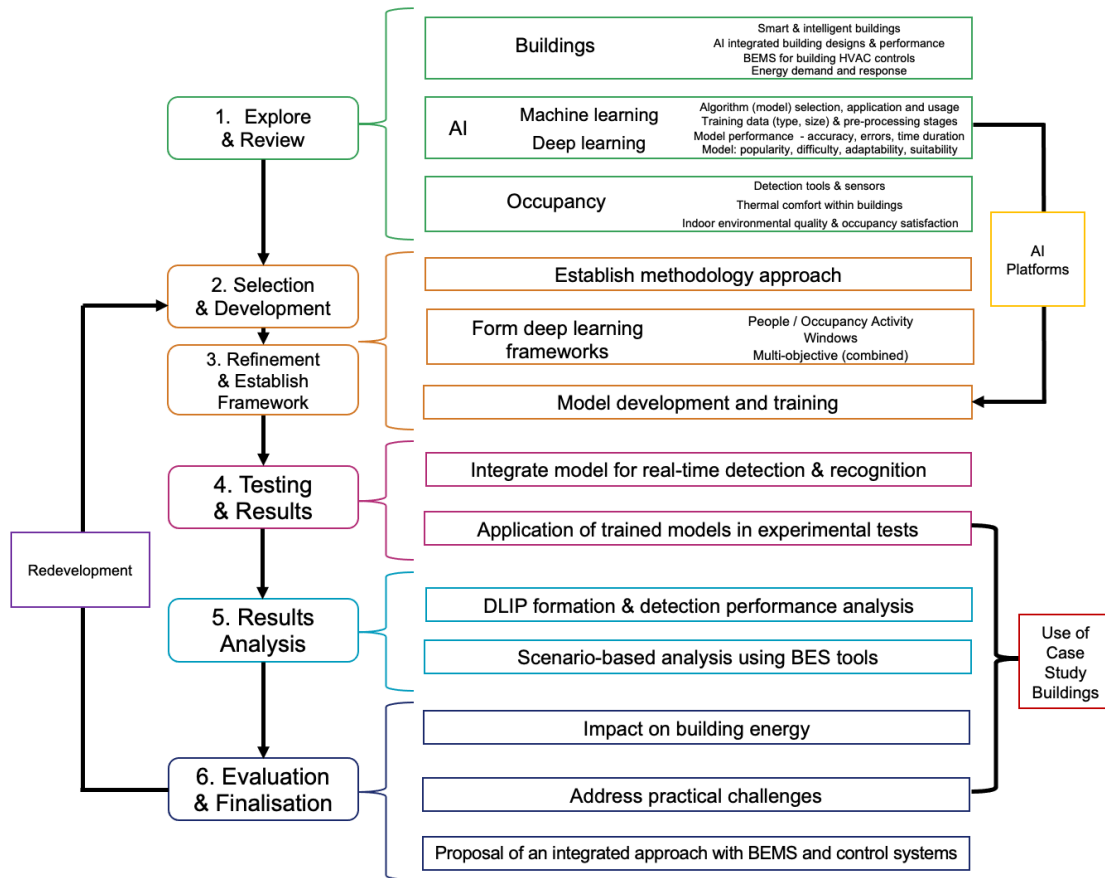 Buildings
Smart & intelligent buildings
AI integrated building designs & performance
BEMS for building HVAC controls
Energy demand and response
1. Explore
& Review
AI
Machine learning
Deep learning
Algorithm (model) selection, application and usage
Training data (type, size) & pre-processing stages
Model performance - accuracy, errors, time duration
Model: popularity, difficulty, adaptability, suitability
Occupancy
Detection tools & sensors
Thermal comfort within buildings
Indoor environmental quality & occupancy satisfaction
AI
Platforms
2. Selection
& Development
Establish methodology approach
3. Refinement
& Establish
Framework
Form deep learning
frameworks
People / Occupancy Activity
Windows
Multi-objective (combined)
Model development and training
4. Testing
& Results
Integrate model for real-time detection & recognition
Application of trained models in experimental tests
Redevelopment
5. Results
Analysis
DLIP formation & detection performance analysis
Scenario-based analysis using BES tools
Use of
Case
Study
Buildings
6. Evaluation
& Finalisation
Impact on building energy
Address practical challenges
Proposal of an integrated approach with BEMS and control systems